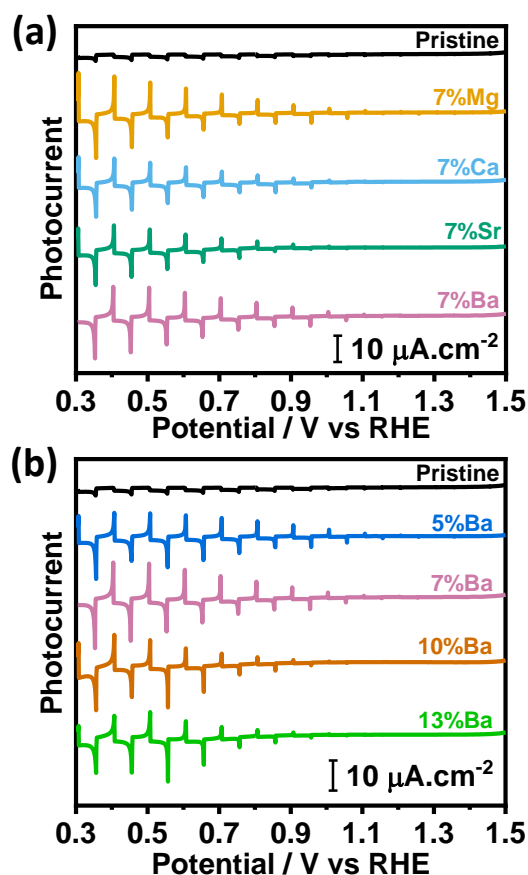 (a)
Pristine
7%Mg
7%Ca
7%Sr
7%Ba
10 μA.cm⁻²
Photocurrent
0.3 0.5 0.7 0.9 1.1 1.3 1.5
Potential / V vs RHE
(b)
Pristine
5%Ba
7%Ba
10%Ba
13%Ba
10 μA.cm⁻²
Photocurrent
0.3 0.5 0.7 0.9 1.1 1.3 1.5
Potential / V vs RHE